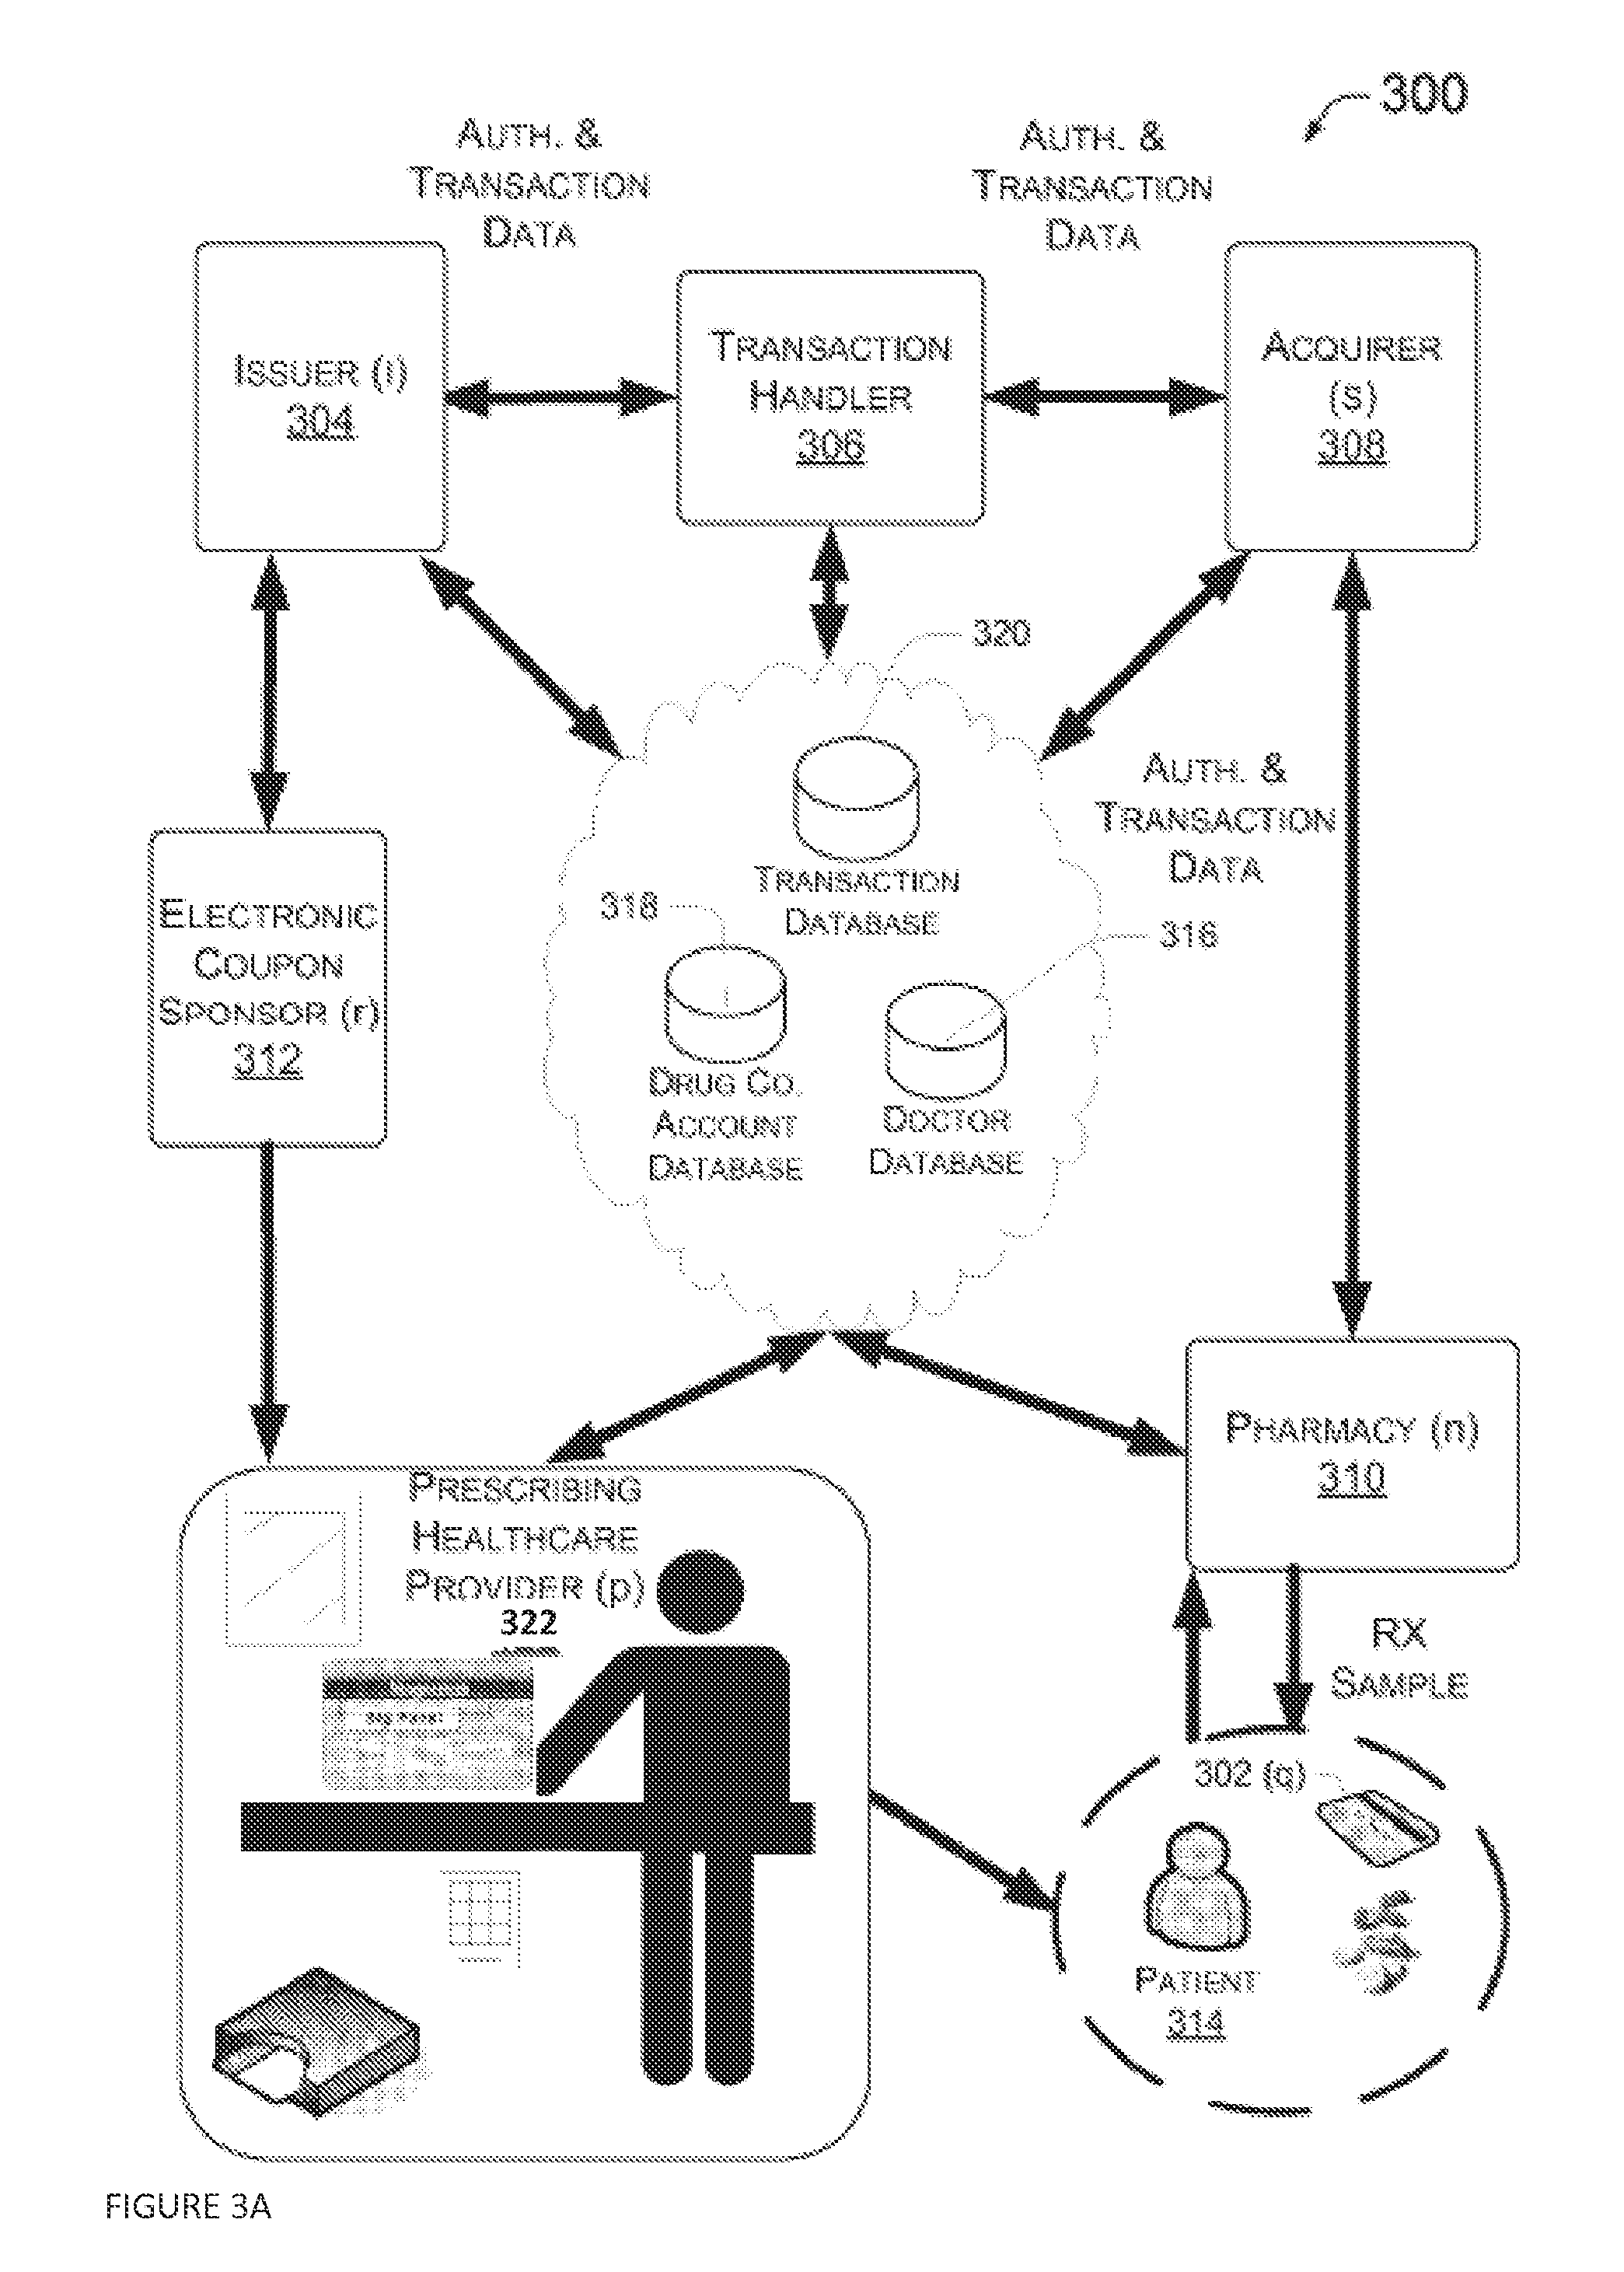 300
AUTH. &
TRANSACTION
DATA
AUTH. &
TRANSACTION
DATA
ISSUER (i)
304
TRANSACTION
HANDLER
306
ACQUIRER
(s)
308
320
AUTH. &
TRANSACTION
DATA
TRANSACTION
DATABASE
318
316
ELECTRONIC
COUPON
SPONSOR (r)
312
DRUG CO.
ACCOUNT
DATABASE
DOCTOR
DATABASE
PHARMACY (n)
310
PRESCRIBING
HEALTHCARE
PROVIDER (p)
322
RX
SAMPLE
302 (q)
PATIENT
314
FIGURE 3A